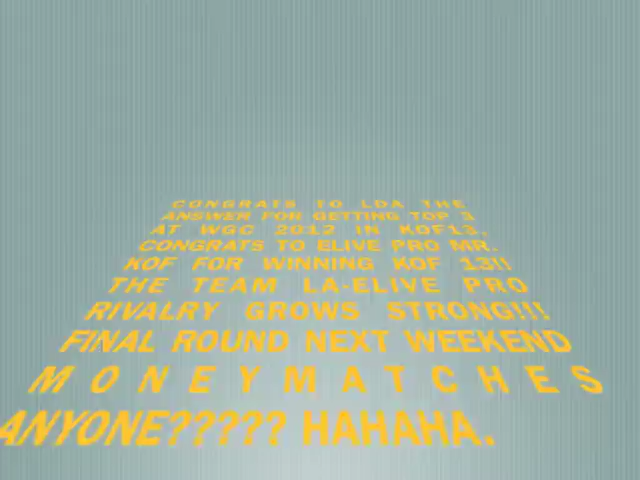 CONGRATS TO LDA THE
ANSWER FOR GETTING TOP 3
AT WGC 2012 IN KOF13,
CONGRATS TO ELIVE PRO MR.
KOF FOR WINNING KOF 13!!
THE TEAM LA-ELIVE PRO
RIVALRY GROWS STRONG!!!
FINAL ROUND NEXT WEEKEND
MONEYMATCHES
ANYONE????? HAHAHA.